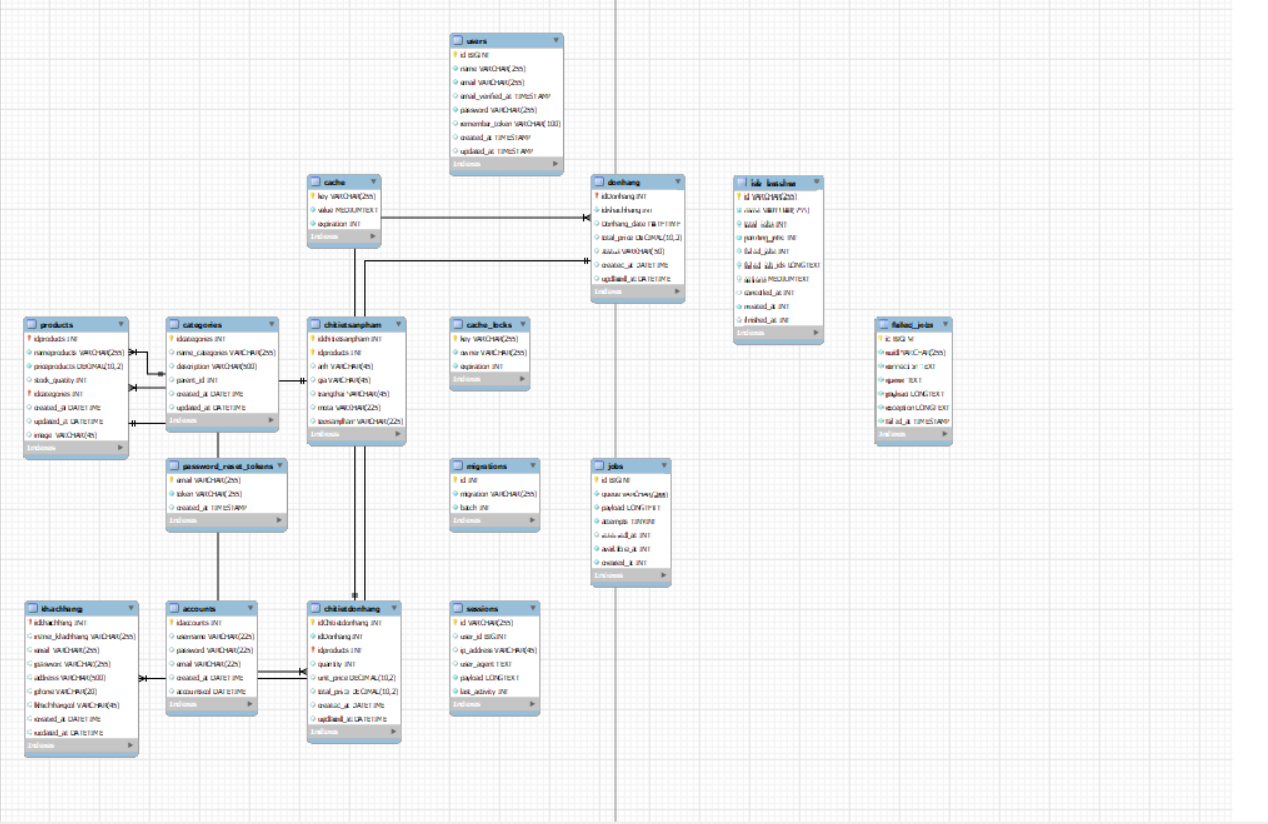 users
id BIGINT
name VARCHAR(255)
email VARCHAR(255)
email_verified_at TIMESTAMP
password VARCHAR(255)
remember_token VARCHAR(100)
created_at TIMESTAMP
updated_at TIMESTAMP
Indexes
cache
key VARCHAR(255)
value MEDIUMTEXT
expiration INT
Indexes
donhang
idDonhang INT
idkhachhang INT
Donhang_date DATETIME
total_price DECIMAL(10,2)
status VARCHAR(50)
created_at DATETIME
updated_at DATETIME
Indexes
job_batches
id VARCHAR(255)
name VARCHAR(255)
total_jobs INT
pending_jobs INT
failed_jobs INT
failed_job_ids LONGTEXT
options MEDIUMTEXT
cancelled_at INT
created_at INT
finished_at INT
Indexes
products
idproducts INT
nameproducts VARCHAR(255)
priceproducts DECIMAL(10,2)
stock_quantity INT
idcategories INT
created_at DATETIME
updated_at DATETIME
image VARCHAR(45)
Indexes
categories
idcategories INT
name_categories VARCHAR(255)
description VARCHAR(500)
parent_id INT
created_at DATETIME
updated_at DATETIME
Indexes
chitietsanpham
idchitietsanpham INT
idproducts INT
anh VARCHAR(45)
gia VARCHAR(45)
trangthai VARCHAR(45)
mota VARCHAR(225)
tensanpham VARCHAR(225)
Indexes
cache_locks
key VARCHAR(255)
owner VARCHAR(255)
expiration INT
Indexes
failed_jobs
id BIGINT
uuid VARCHAR(255)
connection TEXT
queue TEXT
payload LONGTEXT
exception LONGTEXT
failed_at TIMESTAMP
Indexes
password_reset_tokens
email VARCHAR(255)
token VARCHAR(255)
created_at TIMESTAMP
Indexes
migrations
id INT
migration VARCHAR(255)
batch INT
Indexes
jobs
id BIGINT
queue VARCHAR(255)
payload LONGTEXT
attempts TINYINT
reserved_at INT
available_at INT
created_at INT
Indexes
khachhang
idkhachhang INT
name_khachhang VARCHAR(255)
email VARCHAR(255)
password VARCHAR(255)
address VARCHAR(500)
phone VARCHAR(20)
khachhangcol VARCHAR(45)
created_at DATETIME
updated_at DATETIME
Indexes
accounts
idaccounts INT
username VARCHAR(225)
password VARCHAR(225)
email VARCHAR(225)
created_at DATETIME
accountscol DATETIME
Indexes
chitietdonhang
idChitietdonhang INT
idDonhang INT
idproducts INT
quantity INT
unit_price DECIMAL(10,2)
total_price DECIMAL(10,2)
created_at DATETIME
updated_at DATETIME
Indexes
sessions
id VARCHAR(255)
user_id BIGINT
ip_address VARCHAR(45)
user_agent TEXT
payload LONGTEXT
last_activity INT
Indexes